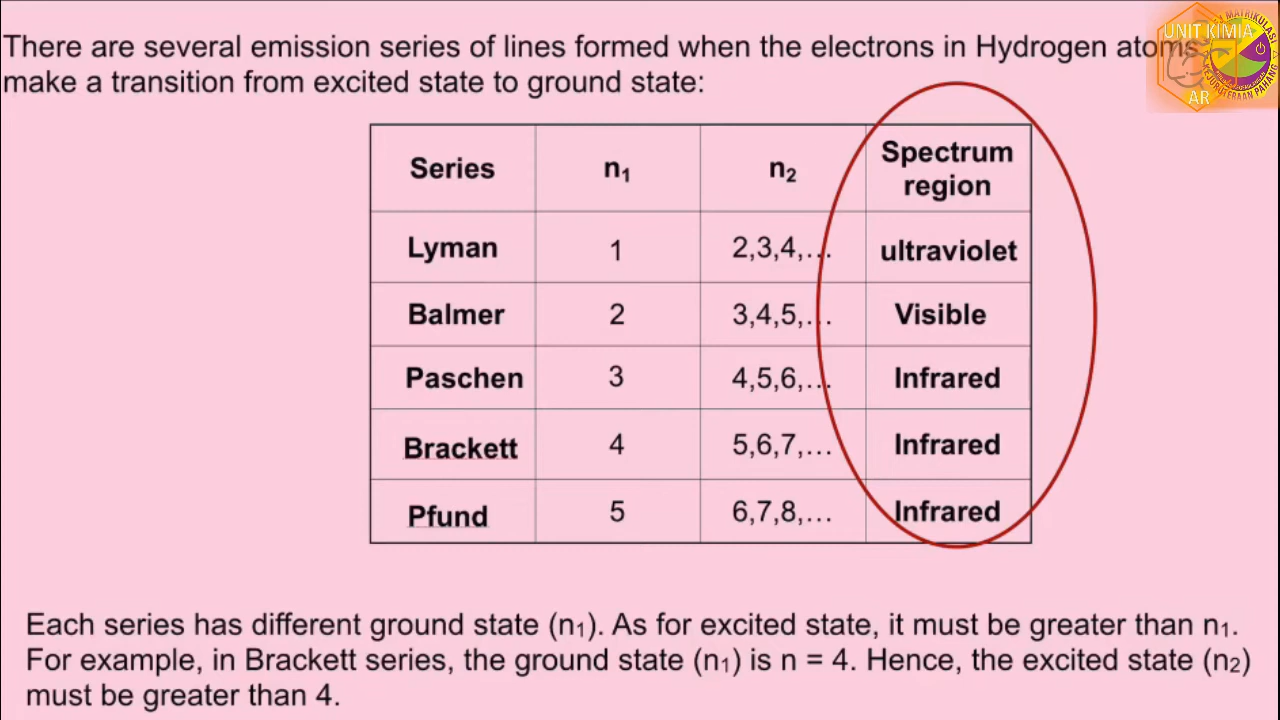 There are several emission series of lines formed when the electrons in Hydrogen atoms
make a transition from excited state to ground state:
UNIT KIMIA
AR
Series n₁ n₂ Spectrum region
Lyman 1 2,3,4,… ultraviolet
Balmer 2 3,4,5,… Visible
Paschen 3 4,5,6,… Infrared
Brackett 4 5,6,7,… Infrared
Pfund 5 6,7,8,… Infrared
Each series has different ground state (n₁). As for excited state, it must be greater than n₁.
For example, in Brackett series, the ground state (n₁) is n = 4. Hence, the excited state (n₂)
must be greater than 4.